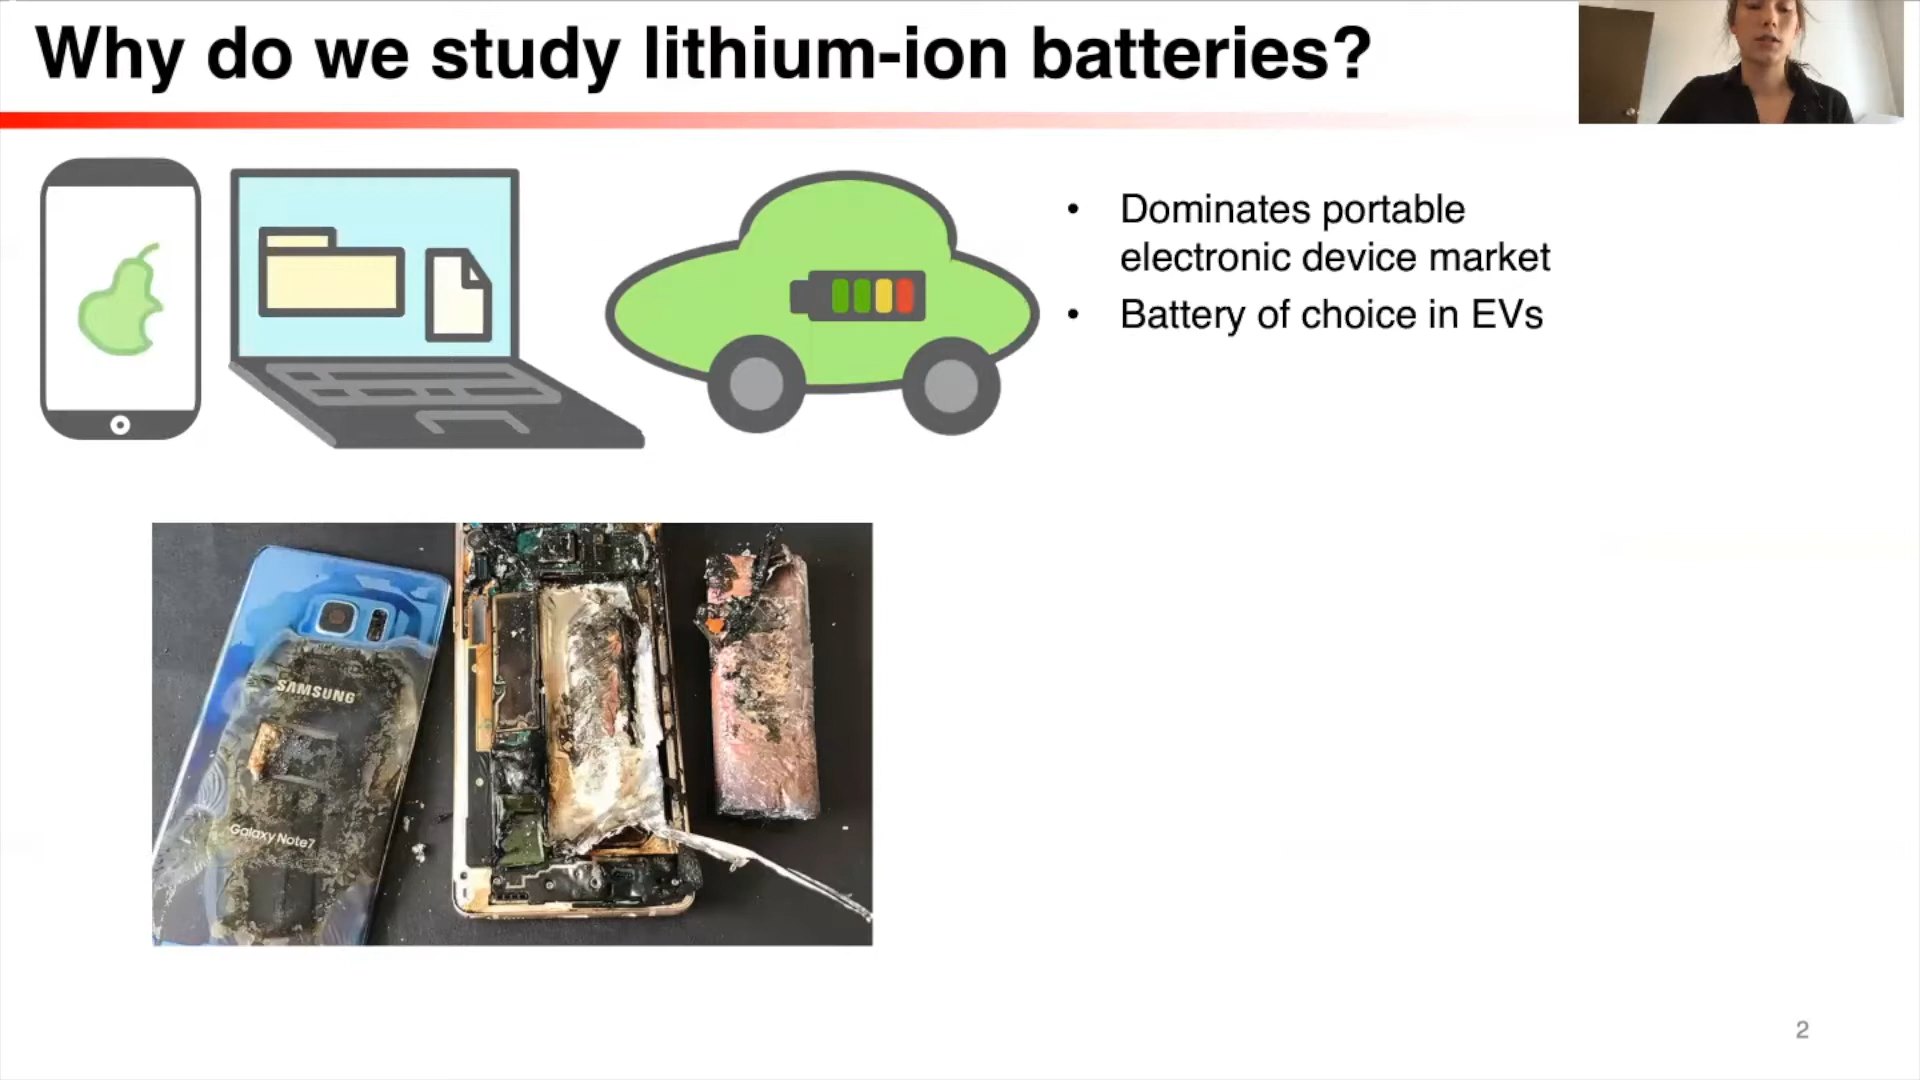 Why do we study lithium-ion batteries?
• Dominates portable
electronic device market
• Battery of choice in EVs
SAMSUNG
Galaxy Note7
2